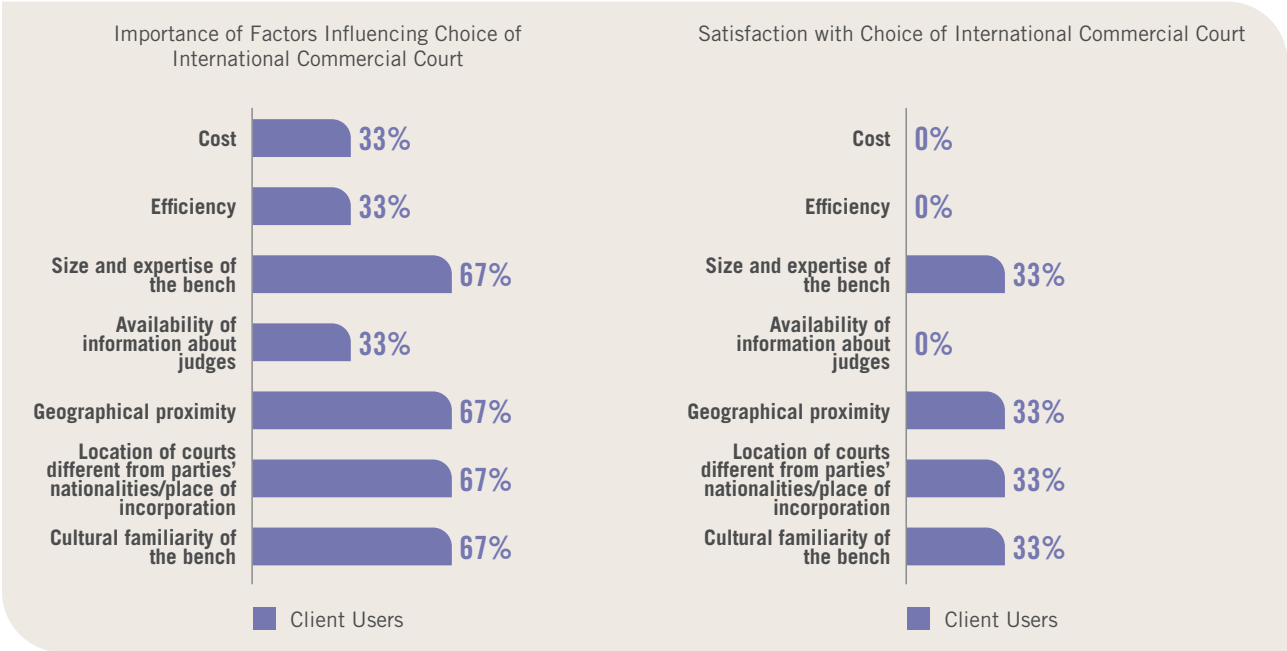 Importance of Factors Influencing Choice of
International Commercial Court
Cost
33%
Efficiency
33%
Size and expertise of
the bench
67%
Availability of
information about
judges
33%
Geographical proximity
67%
Location of courts
different from parties’
nationalities/place of
incorporation
67%
Cultural familiarity of
the bench
67%
Client Users
Satisfaction with Choice of International Commercial Court
Cost
0%
Efficiency
0%
Size and expertise of
the bench
33%
Availability of
information about
judges
0%
Geographical proximity
33%
Location of courts
different from parties’
nationalities/place of
incorporation
33%
Cultural familiarity of
the bench
33%
Client Users